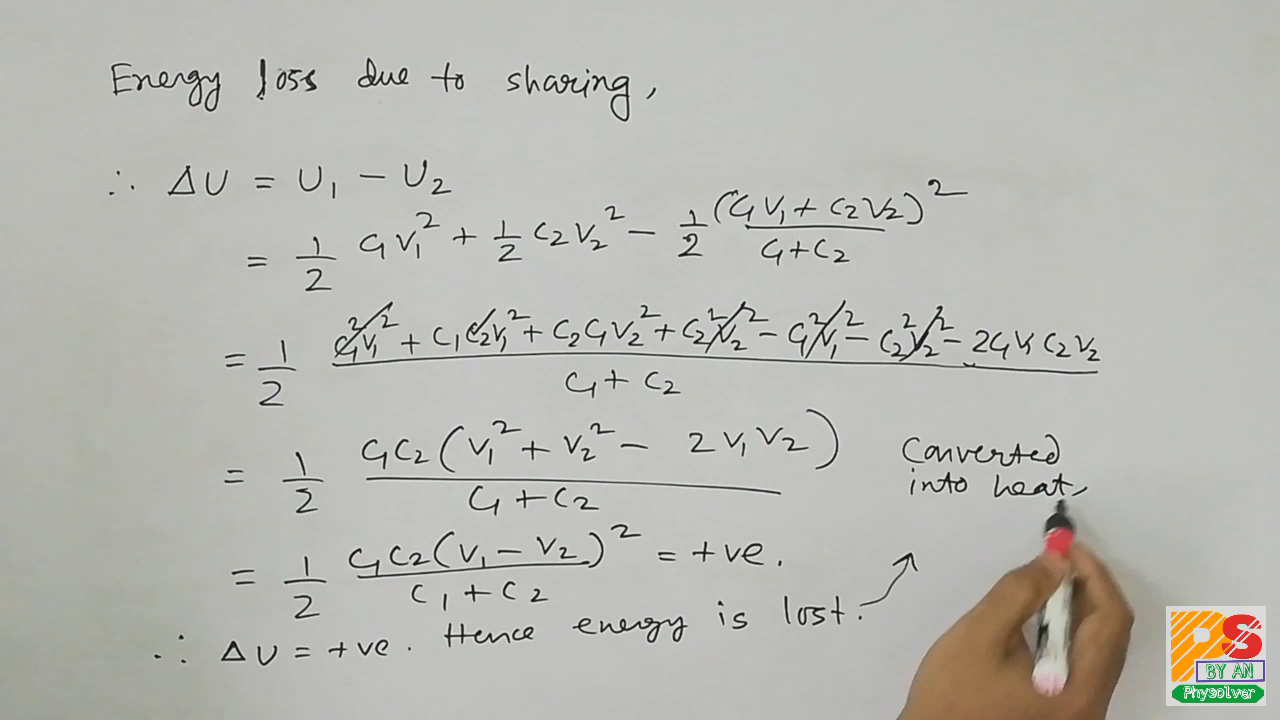 Energy loss due to sharing,
∴ ΔU = U₁ − U₂
= 1/2 C₁V₁² + 1/2 C₂V₂² − 1/2 (C₁V₁ + C₂V₂)² / C₁+C₂
= 1/2 C₁²V₁² + C₁C₂V₁² + C₂C₁V₂² + C₂²V₂² − C₁²V₁² − C₂²V₂² − 2C₁V₁C₂V₂ / C₁ + C₂
= 1/2 C₁C₂(V₁² + V₂² − 2V₁V₂) / C₁ + C₂
Converted
into heat
= 1/2 C₁C₂(V₁ − V₂)² / C₁ + C₂ = +ve.
∴ ΔU = +ve. Hence energy is lost.
PS
BY AN
Physolver